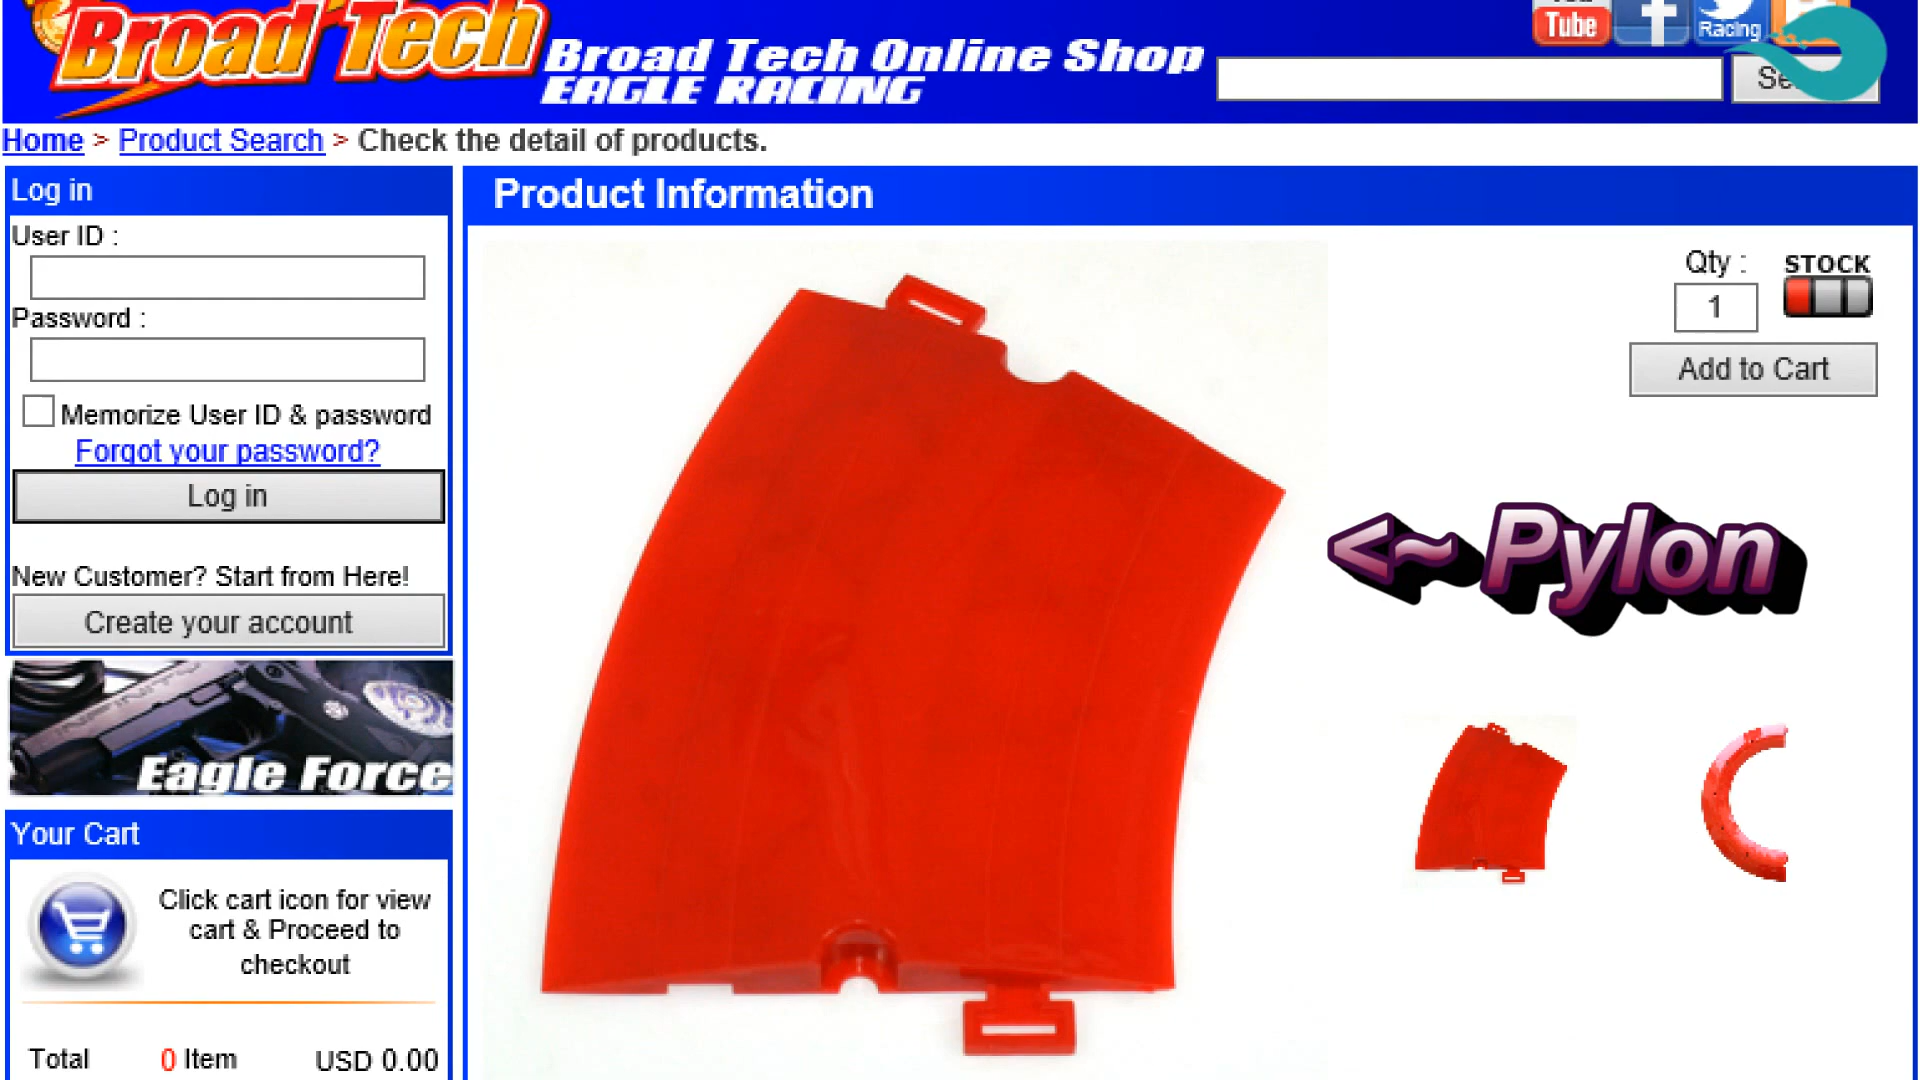 Broad Tech
Broad Tech Online Shop
EAGLE RACING
Tube
Racing
Home > Product Search > Check the detail of products.
Log in
User ID :
Password :
Memorize User ID & password
Forgot your password?
Log in
New Customer? Start from Here!
Create your account
Eagle Force
Your Cart
Click cart icon for view
cart & Proceed to
checkout
Total 0 Item USD 0.00
Product Information
Qty : STOCK
1
Add to Cart
<~ Pylon